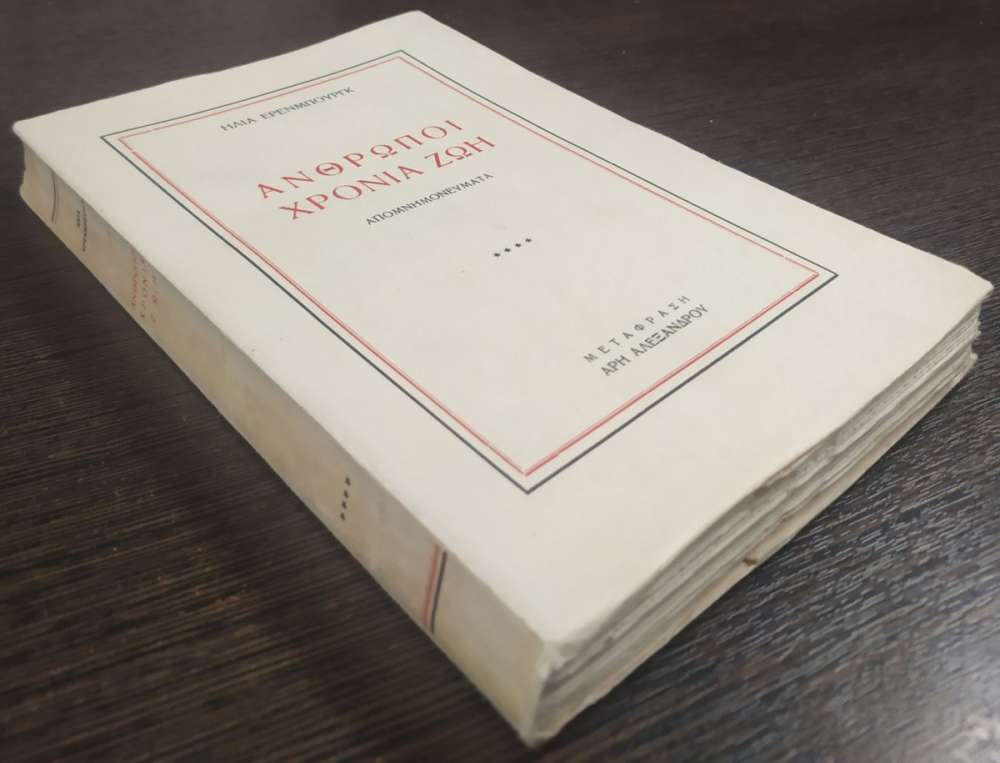 ΗΛΙΑ ΕΡΕΝΜΠΟΥΡΓΚ
ΑΝΘΡΩΠΟΙ
ΧΡΟΝΙΑ ΖΩΗ
ΑΠΟΜΝΗΜΟΝΕΥΜΑΤΑ
ΜΕΤΑΦΡΑΣΗ
ΑΡΗ ΑΛΕΞΑΝΔΡΟΥ